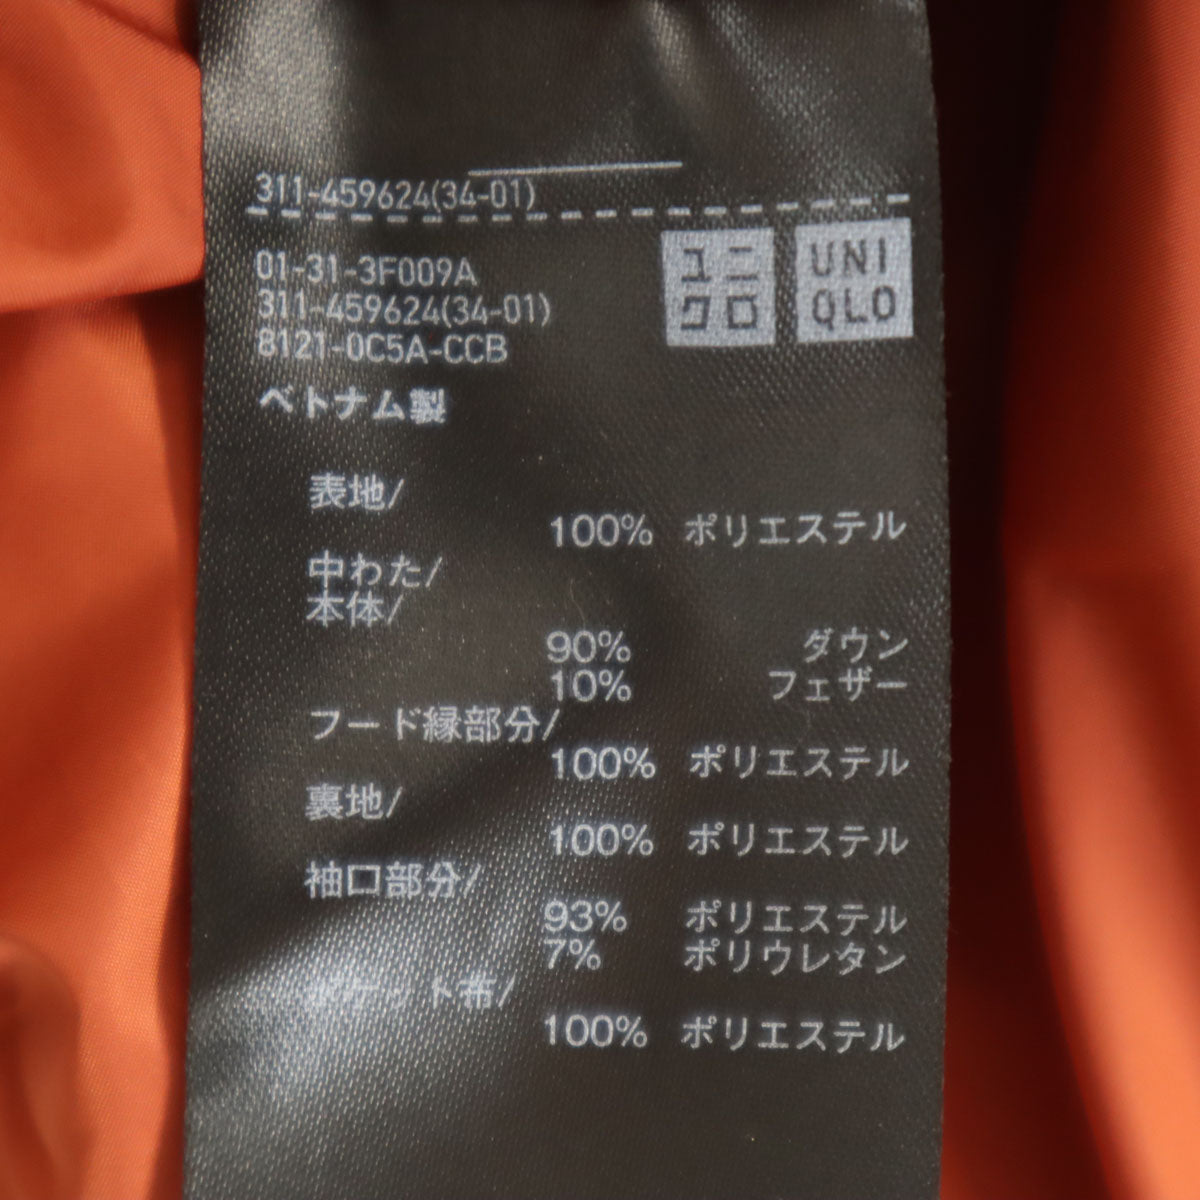 311-459624(34-01)
ユニ
クロ
UNI
QLO
01-31-3F009A
311-459624(34-01)
8121-0C5A-CCB
ベトナム製
表地/
100% ポリエステル
中わた/
本体/
90% ダウン
10% フェザー
フード縁部分/
100% ポリエステル
裏地/
100% ポリエステル
袖口部分/
93% ポリエステル
7% ポリウレタン
ポケット布/
100% ポリエステル